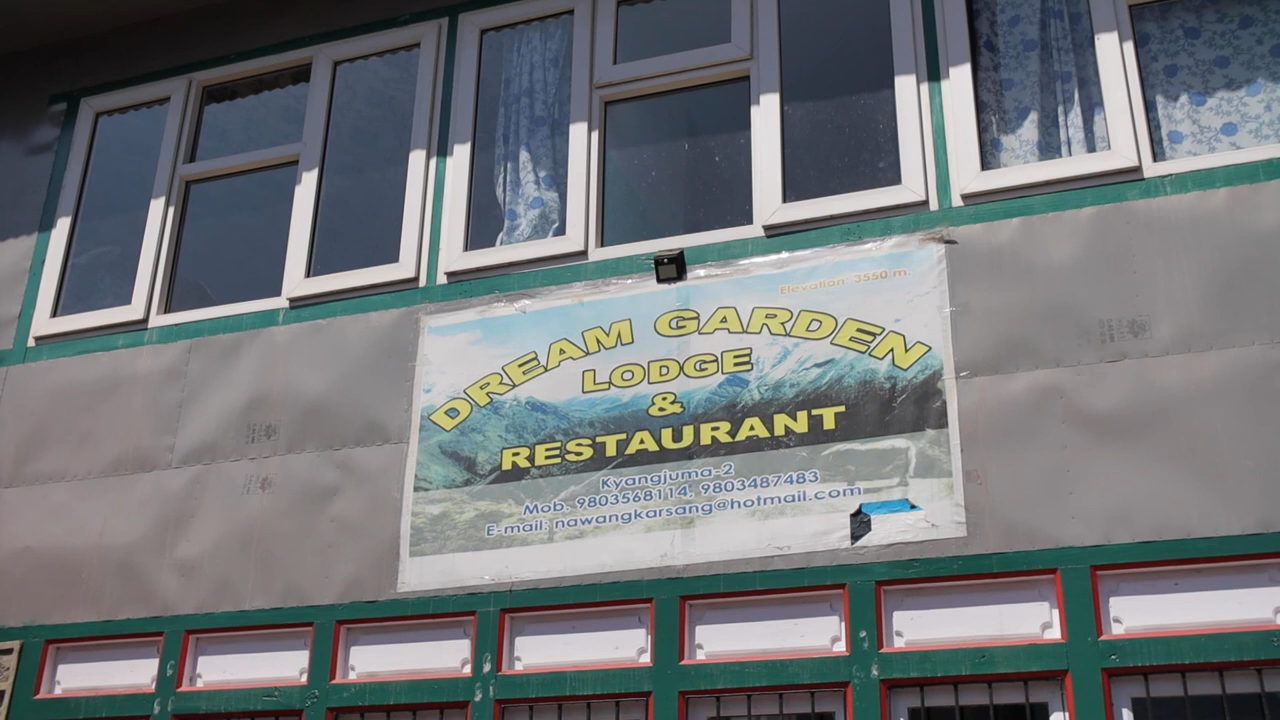 Elevation: 3550 m.
DREAM GARDEN
LODGE
&
RESTAURANT
Kyangjuma-2
Mob. 9803568114, 9803487483
E-mail: nawangkarsang@hotmail.com